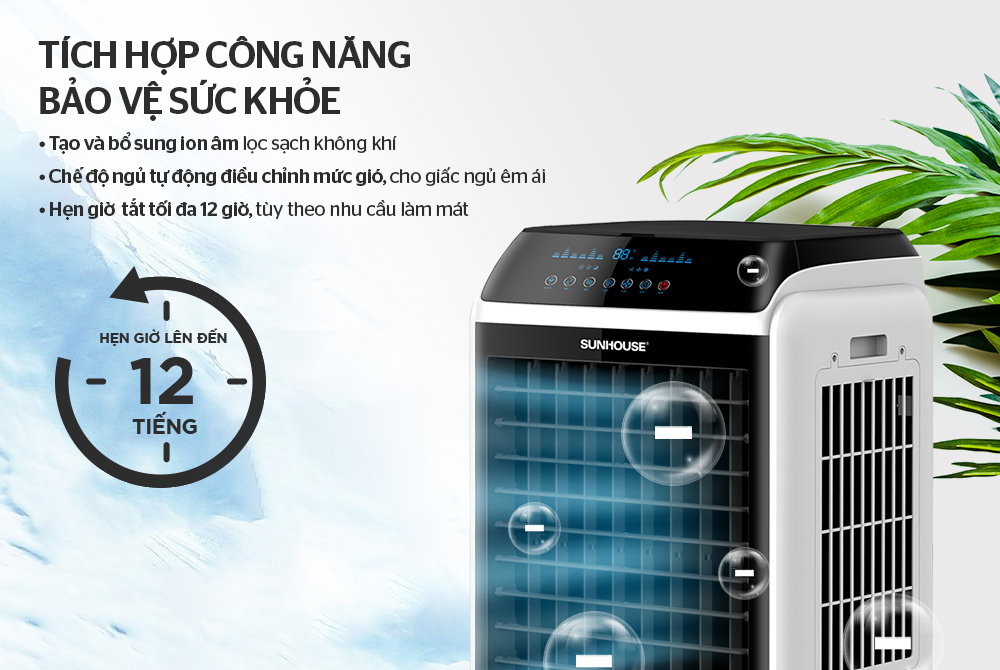 TÍCH HỢP CÔNG NĂNG
BẢO VỆ SỨC KHỎE
• Tạo và bổ sung ion âm lọc sạch không khí
• Chế độ ngủ tự động điều chỉnh mức gió, cho giấc ngủ êm ái
• Hẹn giờ tắt tối đa 12 giờ, tùy theo nhu cầu làm mát
HẸN GIỜ LÊN ĐẾN
12
TIẾNG
88
SUNHOUSE®